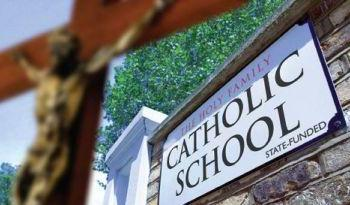 THE HOLY FAMILY
CATHOLIC
SCHOOL
STATE-FUNDED